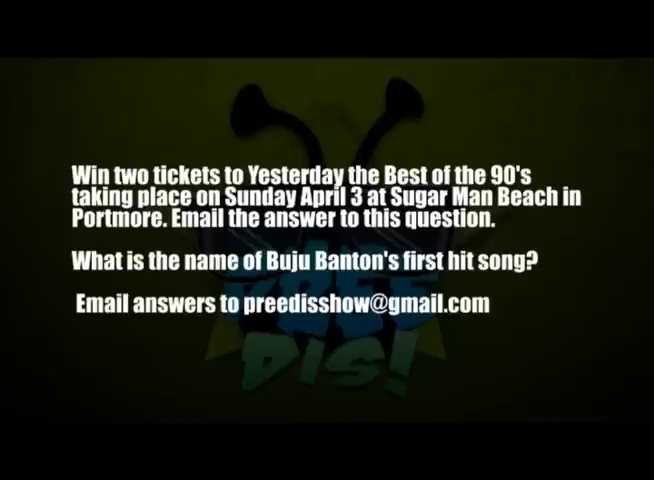 Win two tickets to Yesterday the Best of the 90's
taking place on Sunday April 3 at Sugar Man Beach in
Portmore. Email the answer to this question.
What is the name of Buju Banton's first hit song?
Email answers to preedisshow@gmail.com
PREE
DIS!